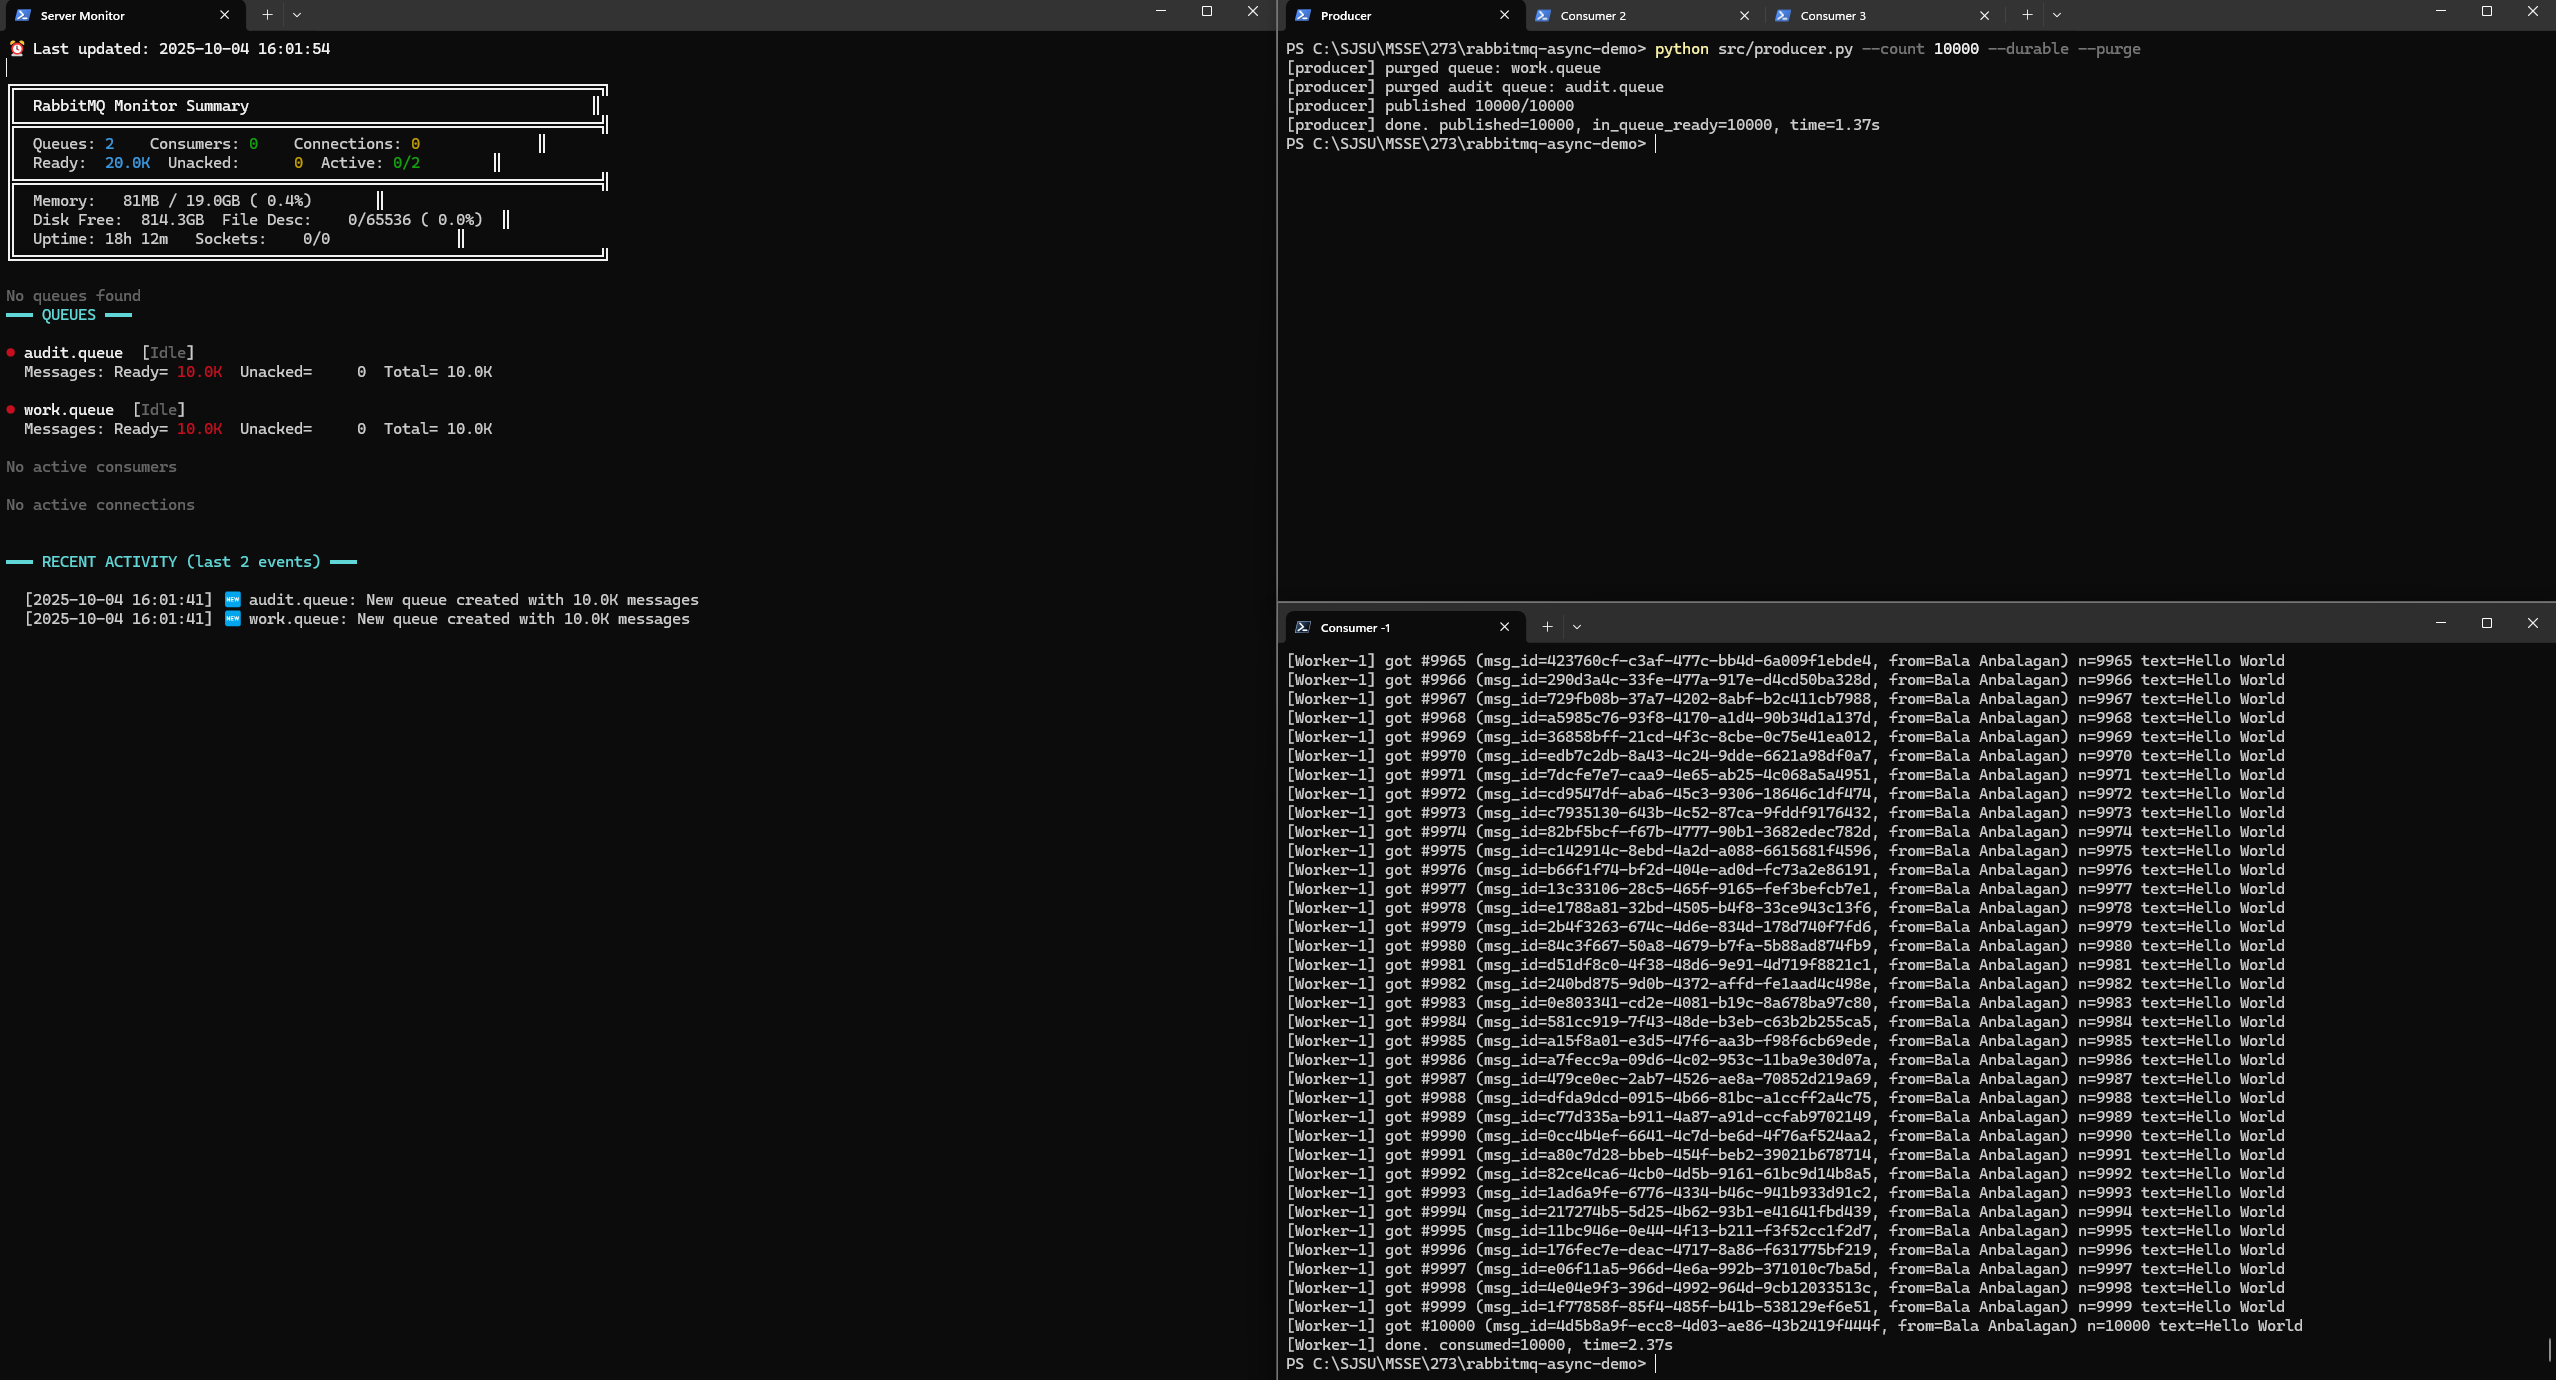 Server Monitor
Last updated: 2025-10-04 16:01:54
RabbitMQ Monitor Summary
Queues: 2    Consumers: 0    Connections: 0
Ready:  20.0K  Unacked:      0  Active: 0/2
Memory:   81MB / 19.0GB ( 0.4%)
Disk Free:  814.3GB  File Desc:    0/65536 ( 0.0%)
Uptime: 18h 12m   Sockets:    0/0
No queues found
QUEUES
audit.queue  [Idle]
Messages: Ready= 10.0K  Unacked=     0  Total= 10.0K
work.queue  [Idle]
Messages: Ready= 10.0K  Unacked=     0  Total= 10.0K
No active consumers
No active connections
RECENT ACTIVITY (last 2 events)
[2025-10-04 16:01:41] NEW audit.queue: New queue created with 10.0K messages
[2025-10-04 16:01:41] NEW work.queue: New queue created with 10.0K messages
Producer
Consumer 2
Consumer 3
PS C:\SJSU\MSSE\273\rabbitmq-async-demo> python src/producer.py --count 10000 --durable --purge
[producer] purged queue: work.queue
[producer] purged audit queue: audit.queue
[producer] published 10000/10000
[producer] done. published=10000, in_queue_ready=10000, time=1.37s
PS C:\SJSU\MSSE\273\rabbitmq-async-demo>
Consumer -1
[Worker-1] got #9965 (msg_id=423760cf-c3af-477c-bb4d-6a009f1ebde4, from=Bala Anbalagan) n=9965 text=Hello World
[Worker-1] got #9966 (msg_id=290d3a4c-33fe-477a-917e-d4cd50ba328d, from=Bala Anbalagan) n=9966 text=Hello World
[Worker-1] got #9967 (msg_id=729fb08b-37a7-4202-8abf-b2c411cb7988, from=Bala Anbalagan) n=9967 text=Hello World
[Worker-1] got #9968 (msg_id=a5985c76-93f8-4170-a1d4-90b34d1a137d, from=Bala Anbalagan) n=9968 text=Hello World
[Worker-1] got #9969 (msg_id=36858bff-21cd-4f3c-8cbe-0c75e41ea012, from=Bala Anbalagan) n=9969 text=Hello World
[Worker-1] got #9970 (msg_id=edb7c2db-8a43-4c24-9dde-6621a98df0a7, from=Bala Anbalagan) n=9970 text=Hello World
[Worker-1] got #9971 (msg_id=7dcfe7e7-caa9-4e65-ab25-4c068a5a4951, from=Bala Anbalagan) n=9971 text=Hello World
[Worker-1] got #9972 (msg_id=cd9547df-aba6-45c3-9306-18646c1df474, from=Bala Anbalagan) n=9972 text=Hello World
[Worker-1] got #9973 (msg_id=c7935130-643b-4c52-87ca-9fddf9176432, from=Bala Anbalagan) n=9973 text=Hello World
[Worker-1] got #9974 (msg_id=82bf5bcf-f67b-4777-90b1-3682edec782d, from=Bala Anbalagan) n=9974 text=Hello World
[Worker-1] got #9975 (msg_id=c142914c-8ebd-4a2d-a088-6615681f4596, from=Bala Anbalagan) n=9975 text=Hello World
[Worker-1] got #9976 (msg_id=b66f1f74-bf2d-404e-ad0d-fc73a2e86191, from=Bala Anbalagan) n=9976 text=Hello World
[Worker-1] got #9977 (msg_id=13c33106-28c5-465f-9165-fef3befcb7e1, from=Bala Anbalagan) n=9977 text=Hello World
[Worker-1] got #9978 (msg_id=e1788a81-32bd-4505-b4f8-33ce943c13f6, from=Bala Anbalagan) n=9978 text=Hello World
[Worker-1] got #9979 (msg_id=2b4f3263-674c-4d6e-834d-178d740f7fd6, from=Bala Anbalagan) n=9979 text=Hello World
[Worker-1] got #9980 (msg_id=84c3f667-50a8-4679-b7fa-5b88ad874fb9, from=Bala Anbalagan) n=9980 text=Hello World
[Worker-1] got #9981 (msg_id=d51df8c0-4f38-48d6-9e91-4d719f8821c1, from=Bala Anbalagan) n=9981 text=Hello World
[Worker-1] got #9982 (msg_id=240bd875-9d0b-4372-affd-fe1aad4c498e, from=Bala Anbalagan) n=9982 text=Hello World
[Worker-1] got #9983 (msg_id=0e803341-cd2e-4081-b19c-8a678ba97c80, from=Bala Anbalagan) n=9983 text=Hello World
[Worker-1] got #9984 (msg_id=581cc919-7f43-48de-b3eb-c63b2b255ca5, from=Bala Anbalagan) n=9984 text=Hello World
[Worker-1] got #9985 (msg_id=a15f8a01-e3d5-47f6-aa3b-f98f6cb69ede, from=Bala Anbalagan) n=9985 text=Hello World
[Worker-1] got #9986 (msg_id=a7fecc9a-09d6-4c02-953c-11ba9e30d07a, from=Bala Anbalagan) n=9986 text=Hello World
[Worker-1] got #9987 (msg_id=479ce0ec-2ab7-4526-ae8a-70852d219a69, from=Bala Anbalagan) n=9987 text=Hello World
[Worker-1] got #9988 (msg_id=dfda9dcd-0915-4b66-81bc-a1ccff2a4c75, from=Bala Anbalagan) n=9988 text=Hello World
[Worker-1] got #9989 (msg_id=c77d335a-b911-4a87-a91d-ccfab9702149, from=Bala Anbalagan) n=9989 text=Hello World
[Worker-1] got #9990 (msg_id=0cc4b4ef-6641-4c7d-be6d-4f76af524aa2, from=Bala Anbalagan) n=9990 text=Hello World
[Worker-1] got #9991 (msg_id=a80c7d28-bbeb-454f-beb2-39021b678714, from=Bala Anbalagan) n=9991 text=Hello World
[Worker-1] got #9992 (msg_id=82ce4ca6-4cb0-4d5b-9161-61bc9d14b8a5, from=Bala Anbalagan) n=9992 text=Hello World
[Worker-1] got #9993 (msg_id=1ad6a9fe-6776-4334-b46c-941b933d91c2, from=Bala Anbalagan) n=9993 text=Hello World
[Worker-1] got #9994 (msg_id=217274b5-5d25-4b62-93b1-e41641fbd439, from=Bala Anbalagan) n=9994 text=Hello World
[Worker-1] got #9995 (msg_id=11bc946e-0e44-4f13-b211-f3f52cc1f2d7, from=Bala Anbalagan) n=9995 text=Hello World
[Worker-1] got #9996 (msg_id=176fec7e-deac-4717-8a86-f631775bf219, from=Bala Anbalagan) n=9996 text=Hello World
[Worker-1] got #9997 (msg_id=e06f11a5-966d-4e6a-992b-371010c7ba5d, from=Bala Anbalagan) n=9997 text=Hello World
[Worker-1] got #9998 (msg_id=4e04e9f3-396d-4992-964d-9cb12033513c, from=Bala Anbalagan) n=9998 text=Hello World
[Worker-1] got #9999 (msg_id=1f77858f-85f4-485f-b41b-538129ef6e51, from=Bala Anbalagan) n=9999 text=Hello World
[Worker-1] got #10000 (msg_id=4d5b8a9f-ecc8-4d03-ae86-43b2419f444f, from=Bala Anbalagan) n=10000 text=Hello World
[Worker-1] done. consumed=10000, time=2.37s
PS C:\SJSU\MSSE\273\rabbitmq-async-demo>